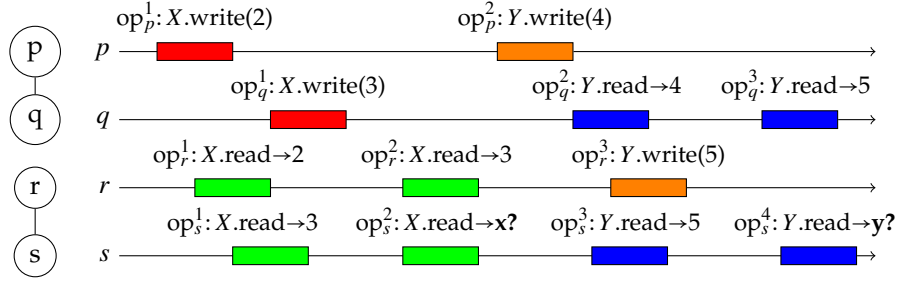 op_p^1: X.write(2) op_p^2: Y.write(4)
p p
op_q^1: X.write(3) op_q^2: Y.read→4 op_q^3: Y.read→5
q q
op_r^1: X.read→2 op_r^2: X.read→3 op_r^3: Y.write(5)
r r
op_s^1: X.read→3 op_s^2: X.read→x? op_s^3: Y.read→5 op_s^4: Y.read→y?
s s